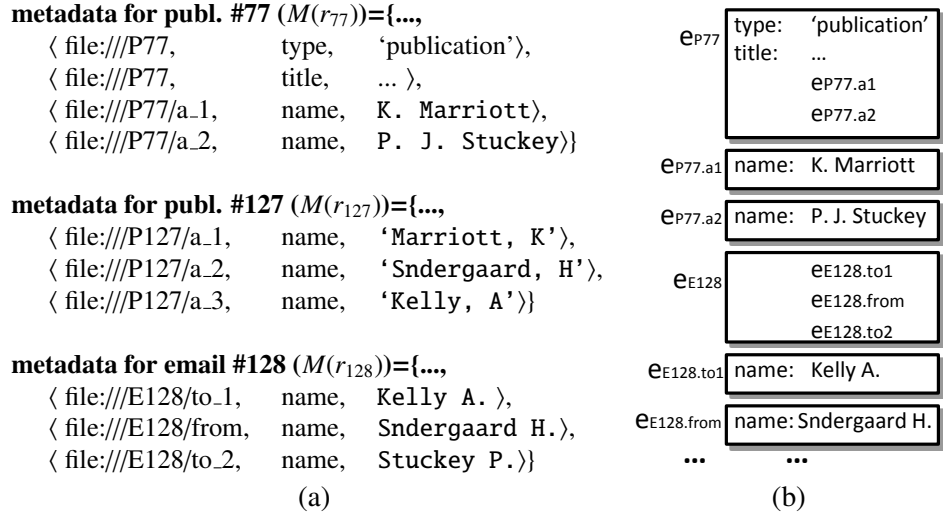 metadata for publ. #77 (M(r77))={...,
⟨ file:///P77, type, ‘publication’⟩,
⟨ file:///P77, title, ... ⟩,
⟨ file:///P77/a_1, name, K. Marriott⟩,
⟨ file:///P77/a_2, name, P. J. Stuckey⟩}
metadata for publ. #127 (M(r127))={...,
⟨ file:///P127/a_1, name, ‘Marriott, K’⟩,
⟨ file:///P127/a_2, name, ‘Sndergaard, H’⟩,
⟨ file:///P127/a_3, name, ‘Kelly, A’⟩}
metadata for email #128 (M(r128))={...,
⟨ file:///E128/to_1, name, Kelly A. ⟩,
⟨ file:///E128/from, name, Sndergaard H.⟩,
⟨ file:///E128/to_2, name, Stuckey P.⟩}
(a)
eP77 type: ‘publication’
title: ...
eP77.a1
eP77.a2
eP77.a1 name: K. Marriott
eP77.a2 name: P. J. Stuckey
eE128 eE128.to1
eE128.from
eE128.to2
eE128.to1 name: Kelly A.
eE128.from name: Sndergaard H.
... ...
(b)